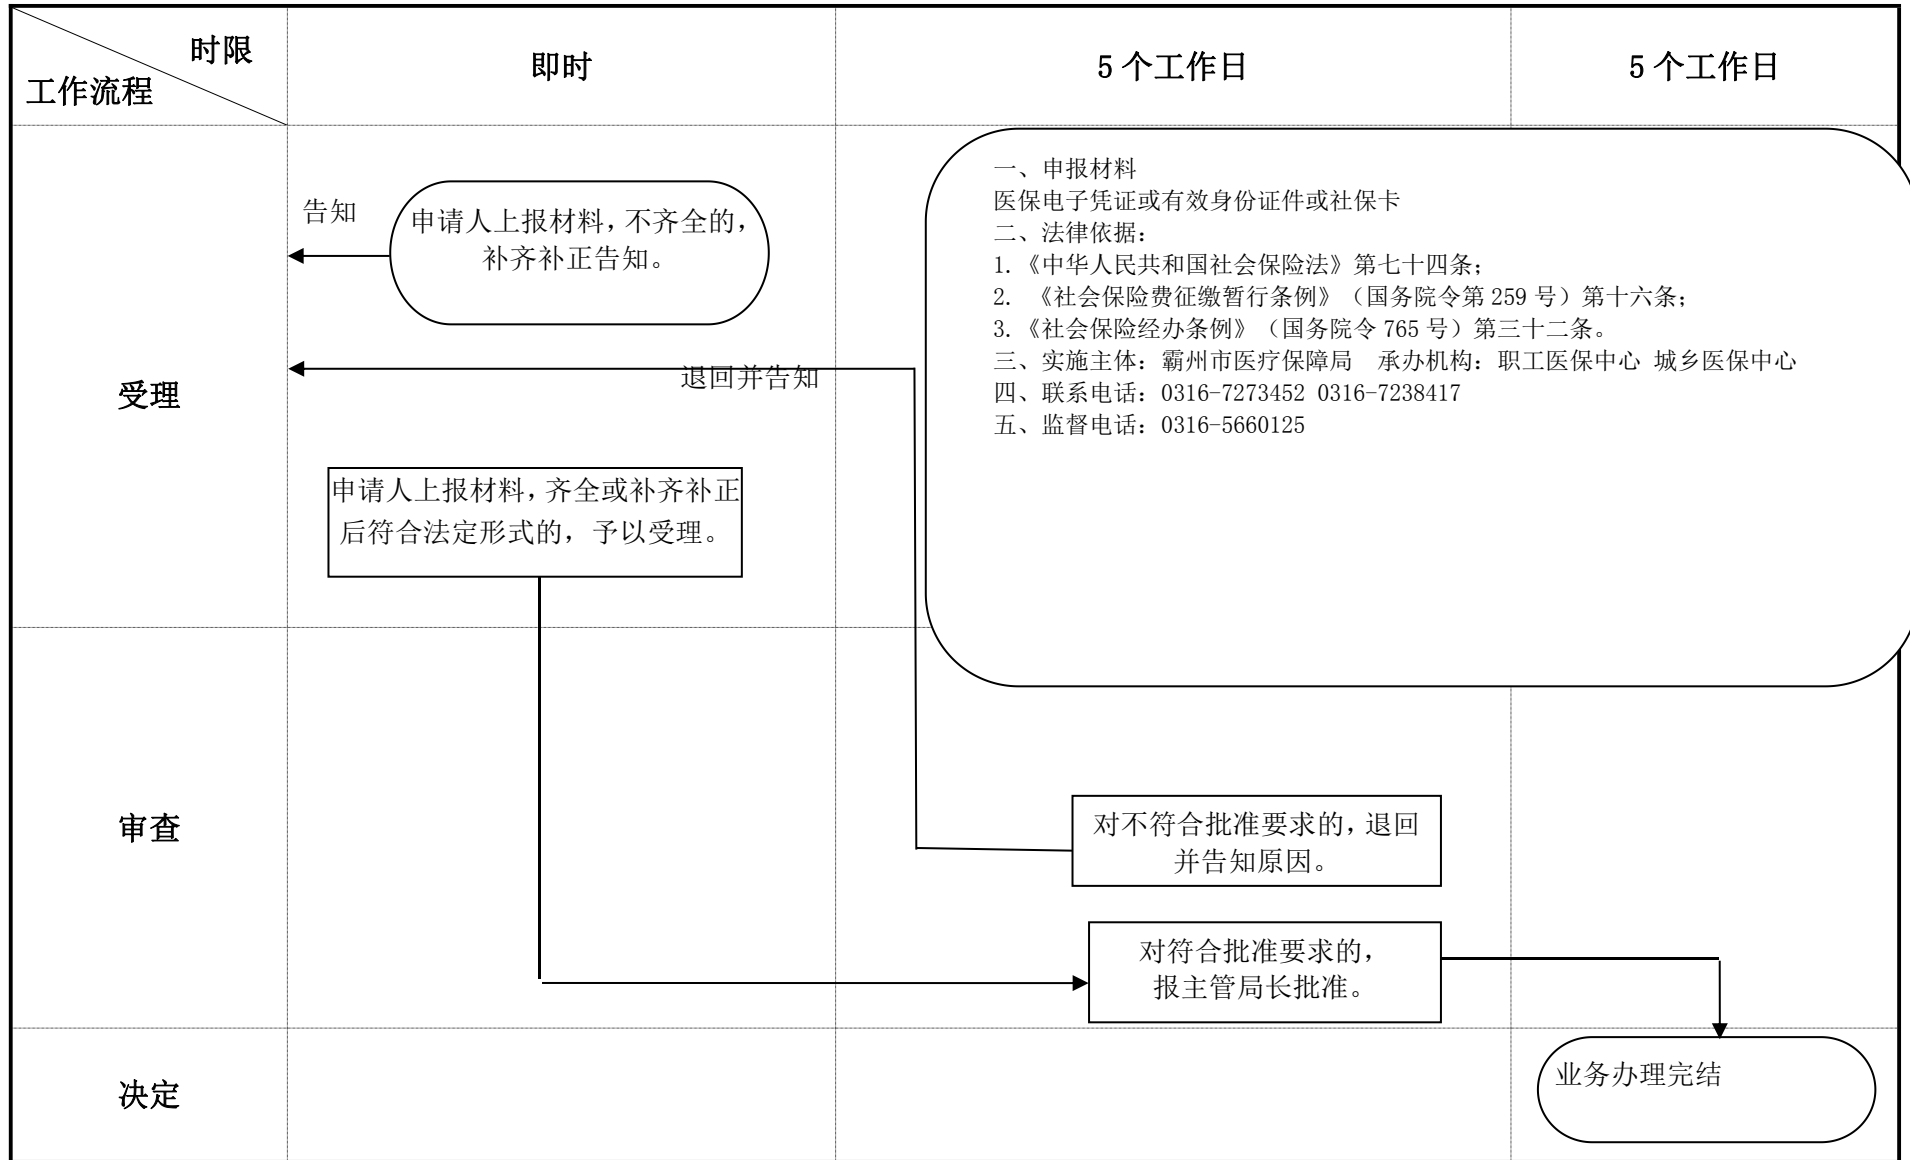 时限
工作流程
即时
5 个工作日
5 个工作日
受理
告知
申请人上报材料，不齐全的，
补齐补正告知。
退回并告知
申请人上报材料，齐全或补齐补正
后符合法定形式的，予以受理。
一、申报材料
医保电子凭证或有效身份证件或社保卡
二、法律依据：
1.《中华人民共和国社会保险法》第七十四条；
2. 《社会保险费征缴暂行条例》（国务院令第 259 号）第十六条；
3.《社会保险经办条例》（国务院令 765 号）第三十二条。
三、实施主体：霸州市医疗保障局 承办机构：职工医保中心 城乡医保中心
四、联系电话：0316-7273452 0316-7238417
五、监督电话：0316-5660125
审查
对不符合批准要求的，退回
并告知原因。
对符合批准要求的，
报主管局长批准。
决定
业务办理完结